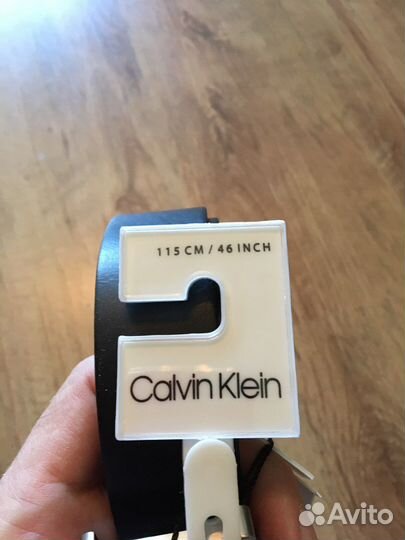 115 CM / 46 INCH
Calvin Klein
Avito